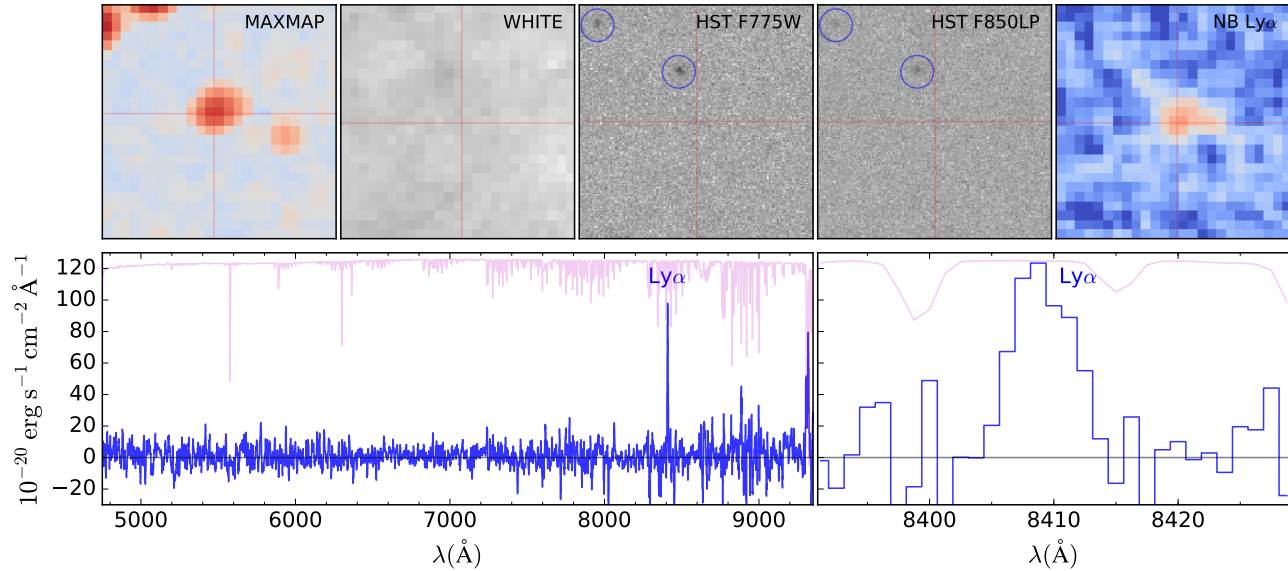 MAXMAP
WHITE
HST F775W
HST F850LP
NB Lyα
10⁻²⁰ erg s⁻¹ cm⁻² Å⁻¹
120
100
80
60
40
20
0
−20
Lyα
Lyα
5000 6000 7000 8000 9000
8400 8410 8420
λ(Å)
λ(Å)